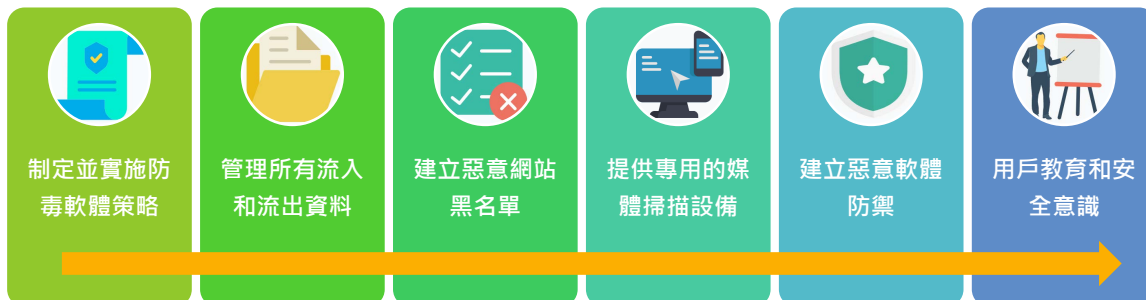 制定並實施防
毒軟體策略
管理所有流入
和流出資料
建立惡意網站
黑名單
提供專用的媒
體掃描設備
建立惡意軟體
防禦
用戶教育和安
全意識